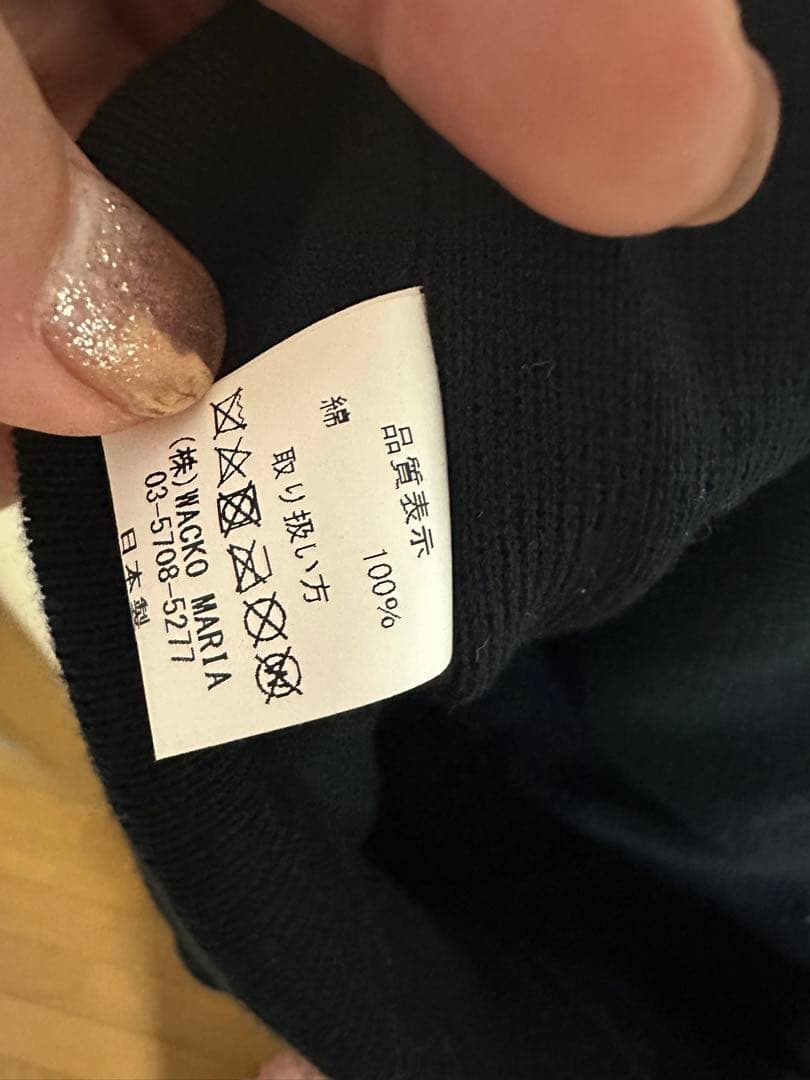 品質表示
綿 100%
取り扱い方
(株)WACKO MARIA
03-5708-5277
日本製